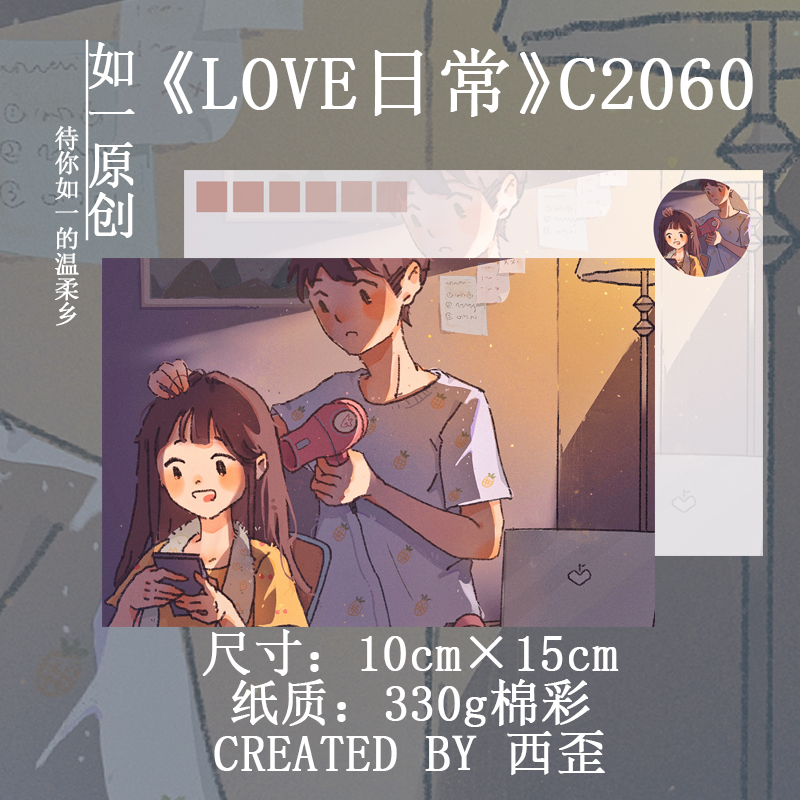 《LOVE日常》C2060
如一原创
待你如一的温柔乡
尺寸：10cm×15cm
纸质：330g棉彩
CREATED BY 西歪